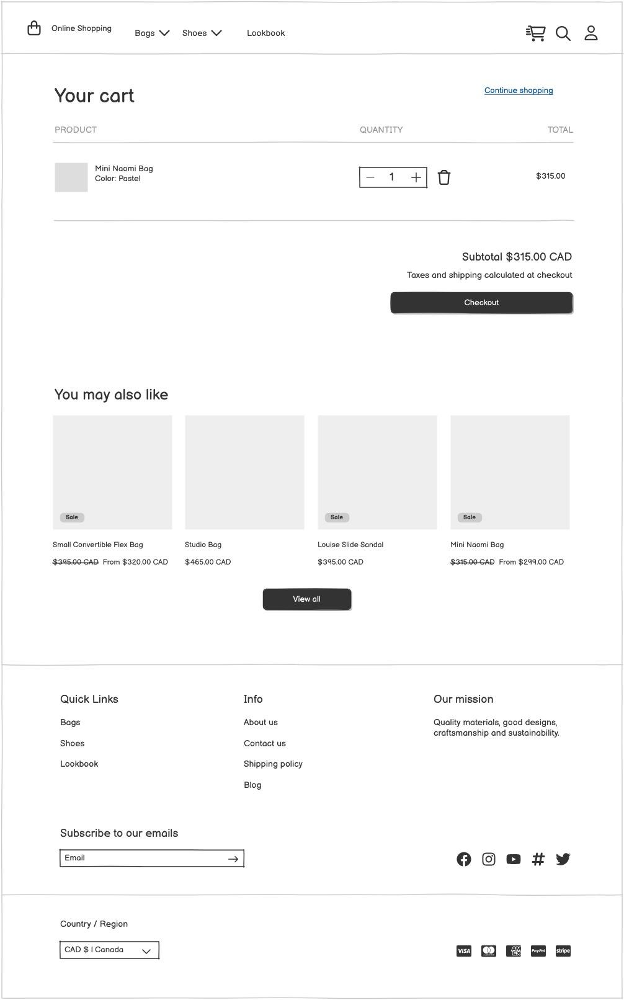 Online Shopping
Bags
Shoes
Lookbook
Your cart
Continue shopping
PRODUCT
QUANTITY
TOTAL
Mini Naomi Bag
Color: Pastel
1
$315.00
Subtotal $315.00 CAD
Taxes and shipping calculated at checkout
Checkout
You may also like
Sale
Sale
Sale
Small Convertible Flex Bag
Studio Bag
Louise Slide Sandal
Mini Naomi Bag
$395.00 CAD From $320.00 CAD
$465.00 CAD
$395.00 CAD
$315.00 CAD From $299.00 CAD
View all
Quick Links
Info
Our mission
Bags
About us
Quality materials, good designs,
craftsmanship and sustainability.
Shoes
Contact us
Lookbook
Shipping policy
Blog
Subscribe to our emails
Email
#
Country / Region
CAD $ | Canada
VISA
AM
EX
PayPal
stripe